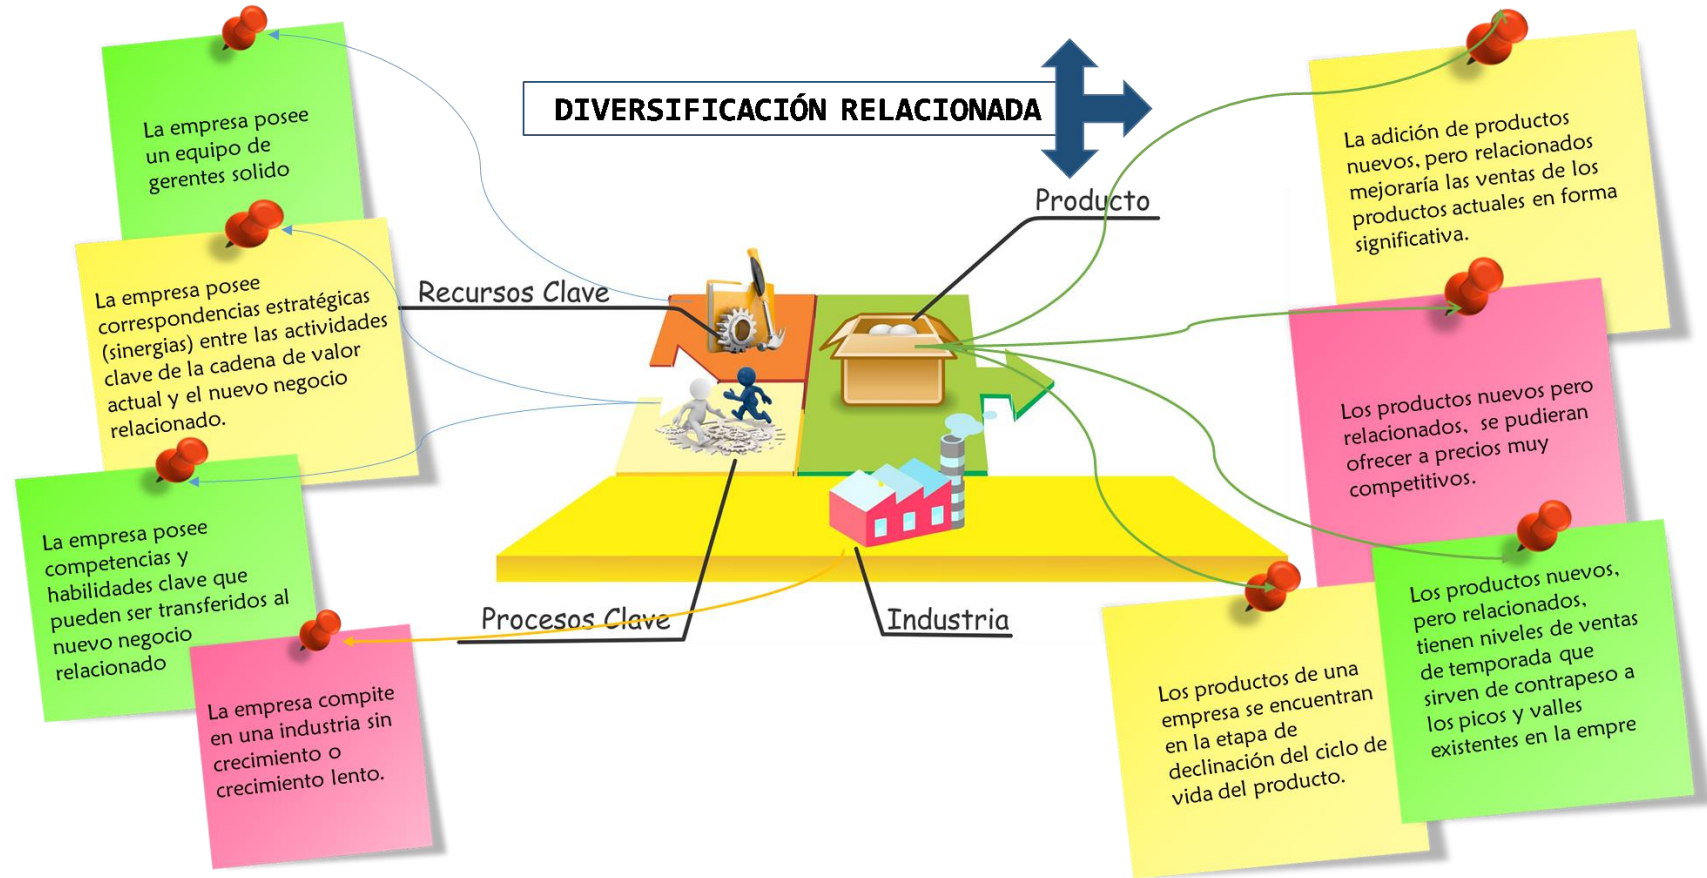 DIVERSIFICACIÓN RELACIONADA
La empresa posee
un equipo de
gerentes solido
La empresa posee
correspondencias estratégicas
(sinergias) entre las actividades
clave de la cadena de valor
actual y el nuevo negocio
relacionado.
La empresa posee
competencias y
habilidades clave que
pueden ser transferidos al
nuevo negocio
relacionado
La empresa compite
en una industria sin
crecimiento o
crecimiento lento.
Recursos Clave
Producto
Procesos Clave
Industria
La adición de productos
nuevos, pero relacionados
mejoraría las ventas de los
productos actuales en forma
significativa.
Los productos nuevos pero
relacionados, se pudieran
ofrecer a precios muy
competitivos.
Los productos nuevos,
pero relacionados,
tienen niveles de ventas
de temporada que
sirven de contrapeso a
los picos y valles
existentes en la empre
Los productos de una
empresa se encuentran
en la etapa de
declinación del ciclo de
vida del producto.